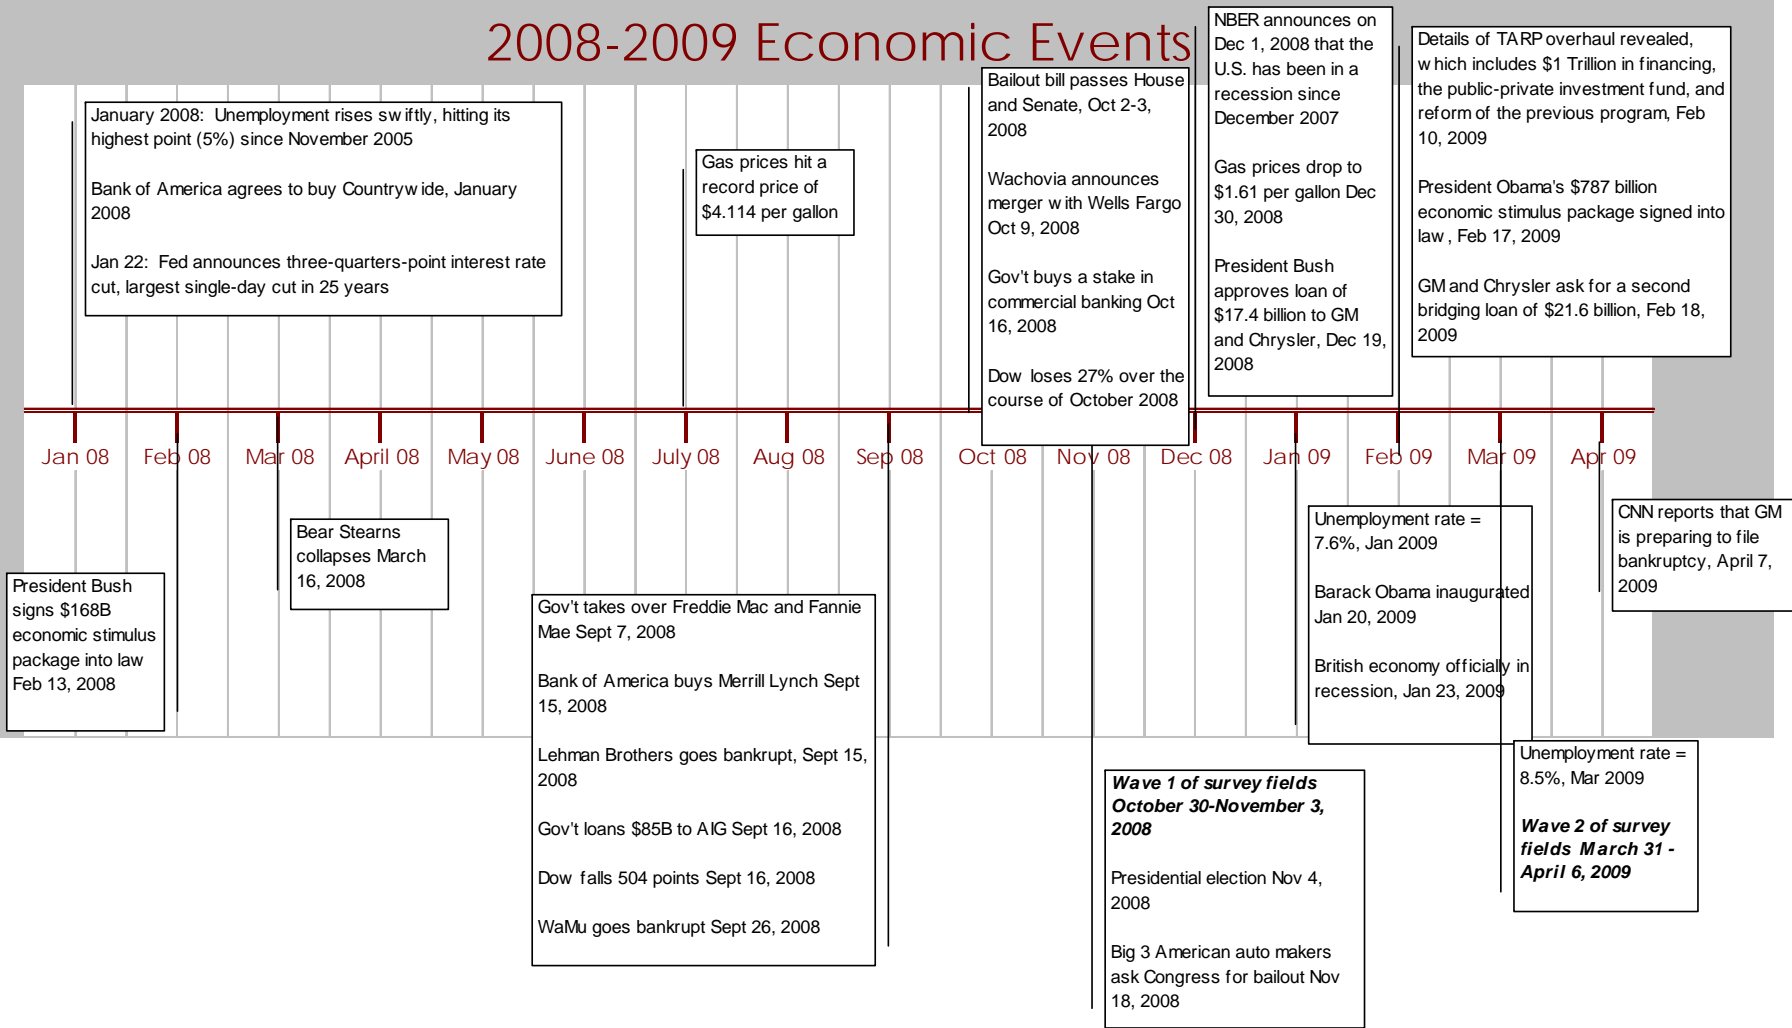 2008-2009 Economic Events
January 2008:  Unemployment rises swiftly, hitting its
highest point (5%) since November 2005
Bank of America agrees to buy Countrywide, January
2008
Jan 22:  Fed announces three-quarters-point interest rate
cut, largest single-day cut in 25 years
Gas prices hit a
record price of
$4.114 per gallon
Bailout bill passes House
and Senate, Oct 2-3,
2008
Wachovia announces
merger with Wells Fargo
Oct 9, 2008
Gov't buys a stake in
commercial banking Oct
16, 2008
Dow loses 27% over the
course of October 2008
NBER announces on
Dec 1, 2008 that the
U.S. has been in a
recession since
December 2007
Gas prices drop to
$1.61 per gallon Dec
30, 2008
President Bush
approves loan of
$17.4 billion to GM
and Chrysler, Dec 19,
2008
Details of TARP overhaul revealed,
which includes $1 Trillion in financing,
the public-private investment fund, and
reform of the previous program, Feb
10, 2009
President Obama's $787 billion
economic stimulus package signed into
law, Feb 17, 2009
GM and Chrysler ask for a second
bridging loan of $21.6 billion, Feb 18,
2009
Jan 08 Feb 08 Mar 08 April 08 May 08 June 08 July 08 Aug 08 Sep 08 Oct 08 Nov 08 Dec 08 Jan 09 Feb 09 Mar 09 Apr 09
President Bush
signs $168B
economic stimulus
package into law
Feb 13, 2008
Bear Stearns
collapses March
16, 2008
Gov't takes over Freddie Mac and Fannie
Mae Sept 7, 2008
Bank of America buys Merrill Lynch Sept
15, 2008
Lehman Brothers goes bankrupt, Sept 15,
2008
Gov't loans $85B to AIG Sept 16, 2008
Dow falls 504 points Sept 16, 2008
WaMu goes bankrupt Sept 26, 2008
Wave 1 of survey fields
October 30-November 3,
2008
Presidential election Nov 4,
2008
Big 3 American auto makers
ask Congress for bailout Nov
18, 2008
Unemployment rate =
7.6%, Jan 2009
Barack Obama inaugurated
Jan 20, 2009
British economy officially in
recession, Jan 23, 2009
Unemployment rate =
8.5%, Mar 2009
Wave 2 of survey
fields March 31 -
April 6, 2009
CNN reports that GM
is preparing to file
bankruptcy, April 7,
2009